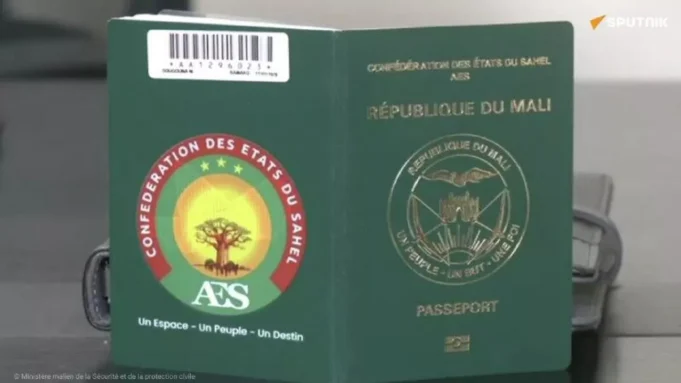 SPUTNIK
*AA1296023*
CONFEDERATION DES ETATS DU SAHEL
AES
Un Espace - Un Peuple - Un Destin
CONFÉDÉRATION DES ÉTATS DU SAHEL
AES
RÉPUBLIQUE DU MALI
REPUBLIQUE DU MALI
UN PEUPLE - UN BUT - UNE FOI
PASSEPORT
© Ministère malien de la Sécurité et de la protection civile